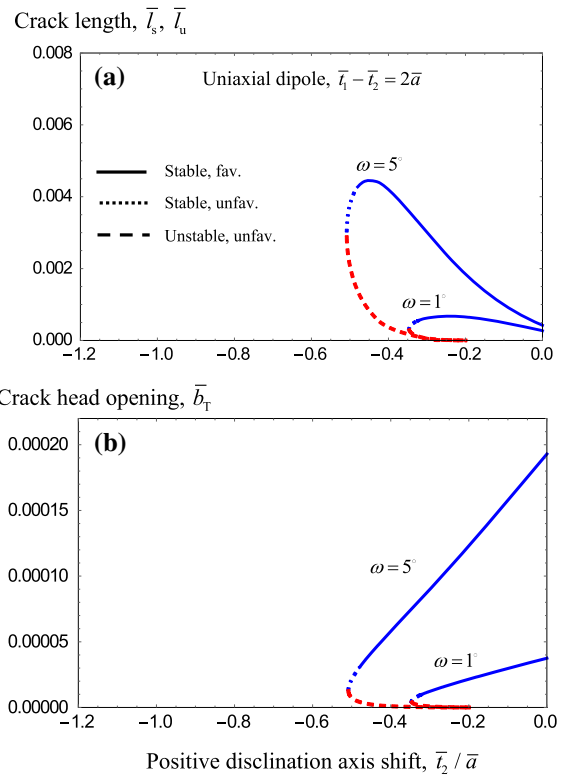 Crack length, l̅s, l̅u
0.008
(a) Uniaxial dipole, t̅1 − t̅2 = 2a̅
0.006
ω = 5°
Stable, fav.
0.004
Stable, unfav.
Unstable, unfav.
0.002
ω = 1°
0.000
−1.2 −1.0 −0.8 −0.6 −0.4 −0.2 0.0
Crack head opening, b̅T
(b)
0.00020
0.00015
0.00010
ω = 5°
0.00005
ω = 1°
0.00000
−1.2 −1.0 −0.8 −0.6 −0.4 −0.2 0.0
Positive disclination axis shift, t̅2 / a̅